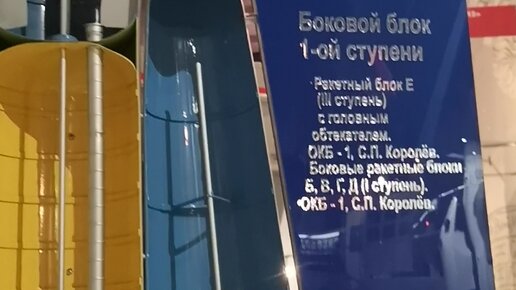 Боковой блок
1-ой ступени
Ракетный блок Е
(III ступень)
с головным
обтекателем.
ОКБ - 1, С.П. Королёв.
Боковые ракетные блоки
Б, В, Г, Д (I ступень).
ОКБ - 1, С.П. Королёв.